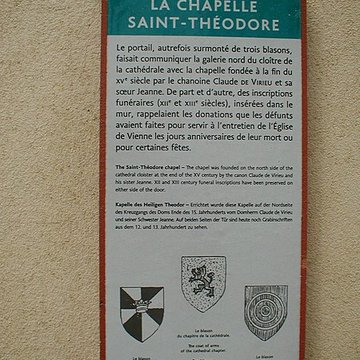 LA CHAPELLE
SAINT-THÉODORE
Le portail, autrefois surmonté de trois blasons,
faisait communiquer la galerie nord du cloître de
la cathédrale avec la chapelle fondée à la fin du
XVe siècle par le chanoine Claude DE VIRIEU et sa
sœur Jeanne. De part et d'autre, des inscriptions
funéraires (XIIe et XIIIe siècles), insérées dans le
mur, rappelaient les donations que les défunts
avaient faites pour servir à l'entretien de l'Église
de Vienne les jours anniversaires de leur mort ou
pour certaines fêtes.
The Saint-Théodore chapel – The chapel was founded on the north side of the
cathedral cloister at the end of the XV century by the canon Claude de Virieu and
his sister Jeanne. XII and XIII century funeral inscriptions have been preserved on
either side of the door.
Kapelle des Heiligen Theodor – Errichtet wurde diese Kapelle auf der Nordseite
des Kreuzgangs des Doms Ende des 15. Jahrhunderts vom Domherrn Claude de Virieu
und seiner Schwester Jeanne. Auf beiden Seiten der Tür sind heute noch Grabinschriften
aus dem 12. und 13. Jahrhundert zu sehen.
Le blason
du chapitre de la cathédrale.
The coat of arms
of the cathedral chapter.
Le blason
Le blason